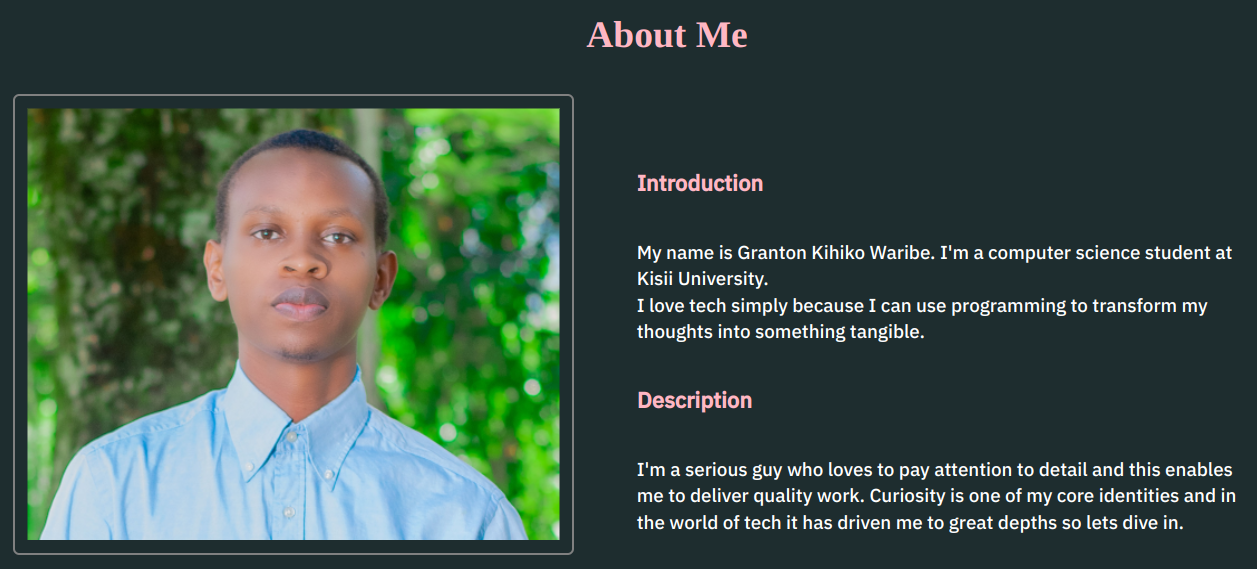 About Me
Introduction
My name is Granton Kihiko Waribe. I'm a computer science student at
Kisii University.
I love tech simply because I can use programming to transform my
thoughts into something tangible.
Description
I'm a serious guy who loves to pay attention to detail and this enables
me to deliver quality work. Curiosity is one of my core identities and in
the world of tech it has driven me to great depths so lets dive in.